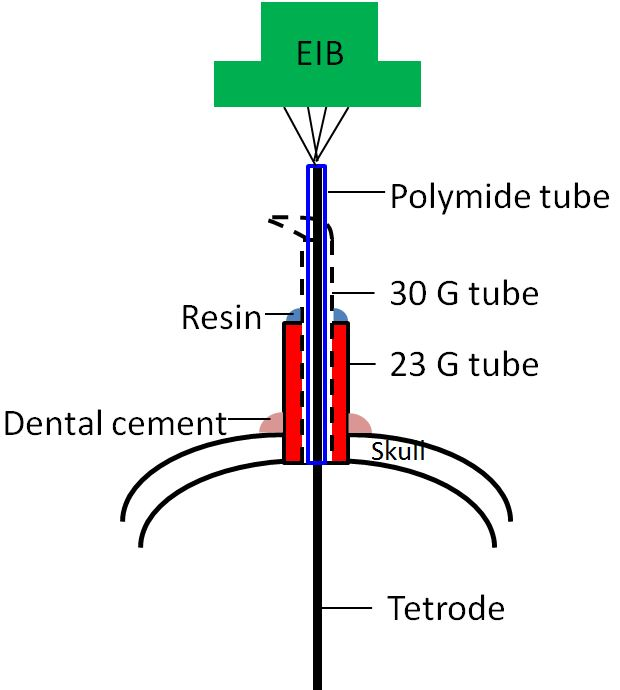 EIB
Polymide tube
30 G tube
Resin
23 G tube
Dental cement
Skull
Tetrode